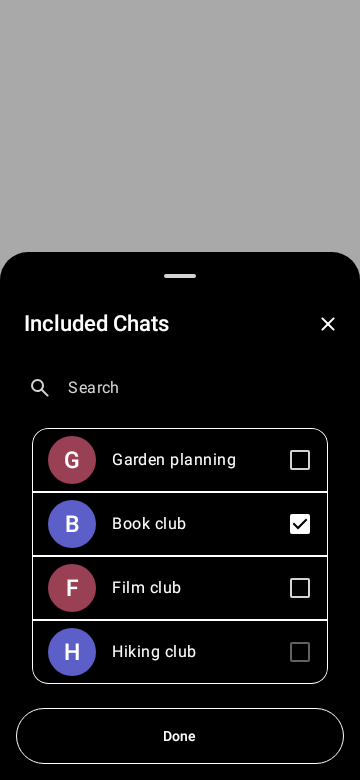 Included Chats
Search
G Garden planning
B Book club
F Film club
H Hiking club
Done